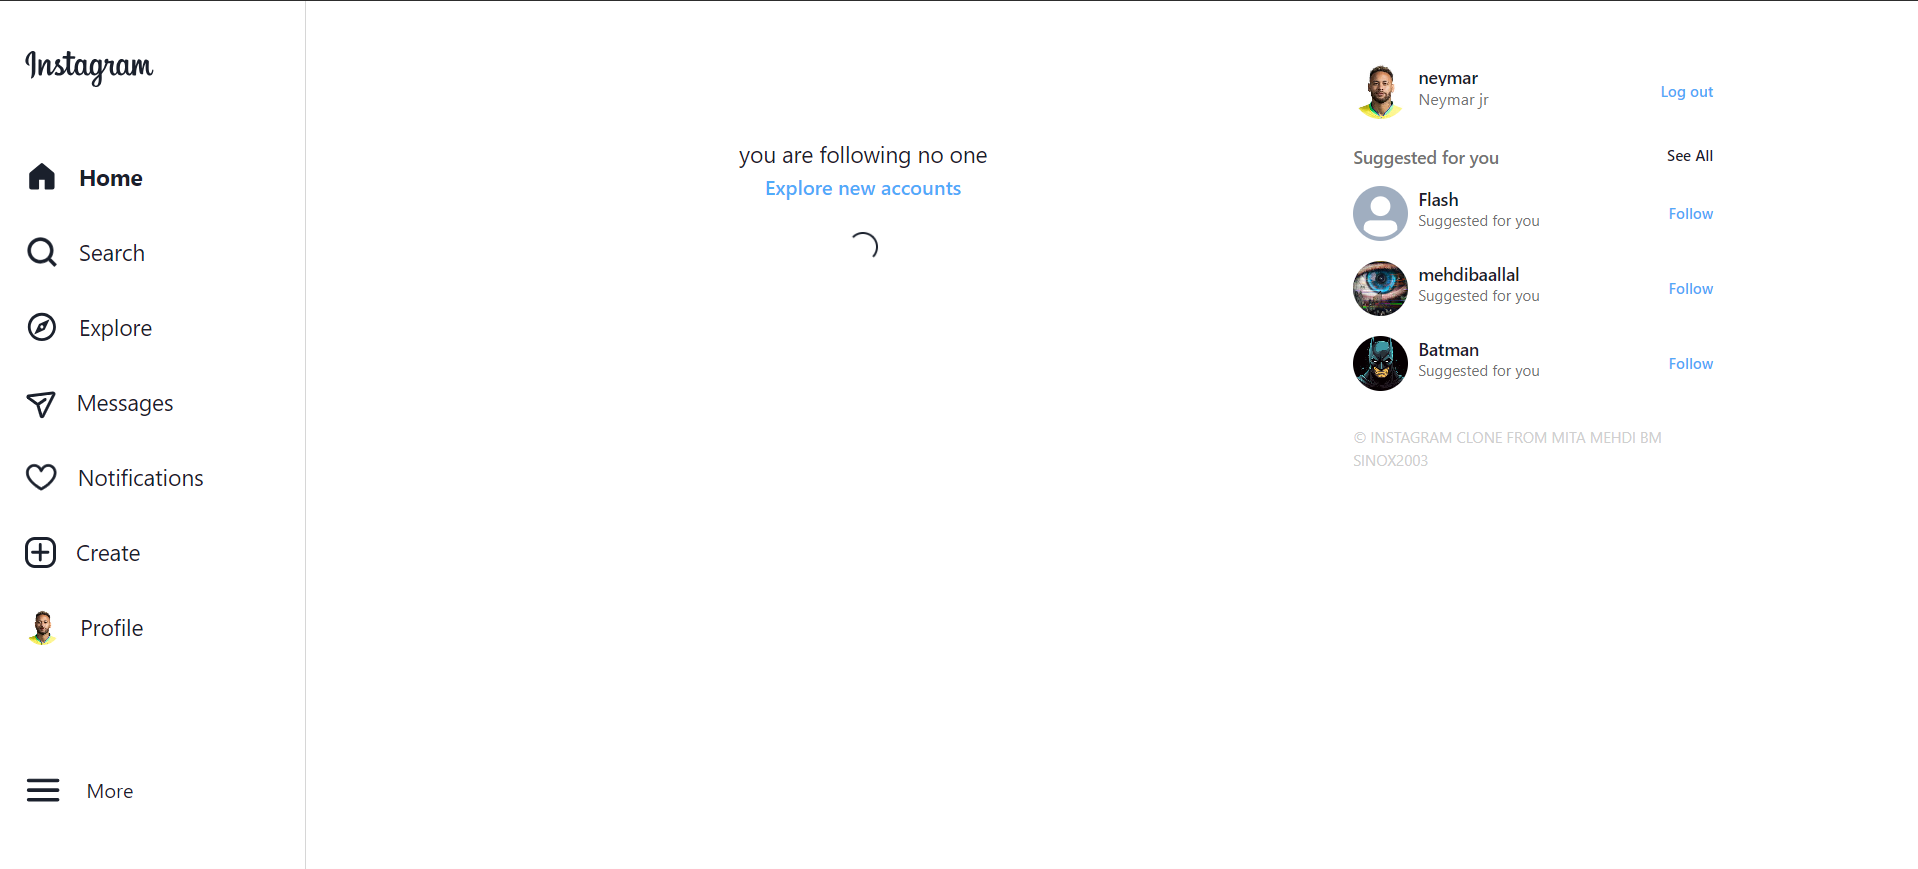 Instagram
Home
Search
Explore
Messages
Notifications
Create
Profile
More
you are following no one
Explore new accounts
neymar
Neymar jr
Log out
Suggested for you
See All
Flash
Suggested for you
Follow
mehdibaallal
Suggested for you
Follow
Batman
Suggested for you
Follow
© INSTAGRAM CLONE FROM MITA MEHDI BM
SINOX2003